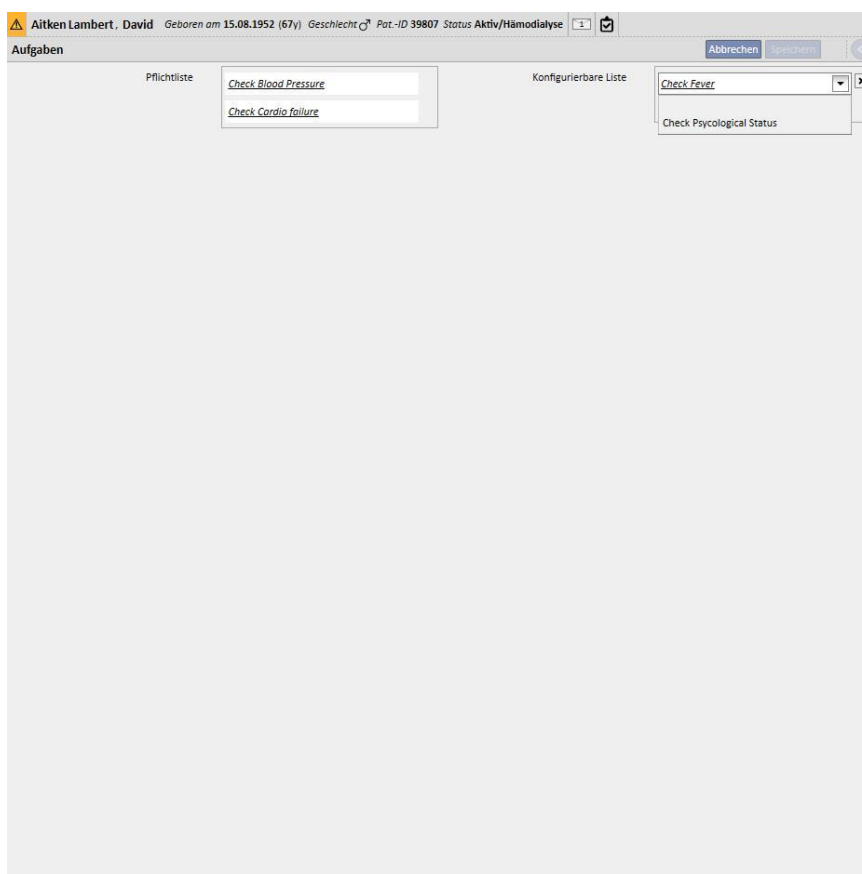 Aitken Lambert, David Geboren am 15.08.1952 (67y) Geschlecht Pat.-ID 39807 Status Aktiv/Hämodialyse 1
Aufgaben Abbrechen Speichern
Pflichtliste Check Blood Pressure Konfigurierbare Liste Check Fever
Check Cardio failure Check Psycological Status